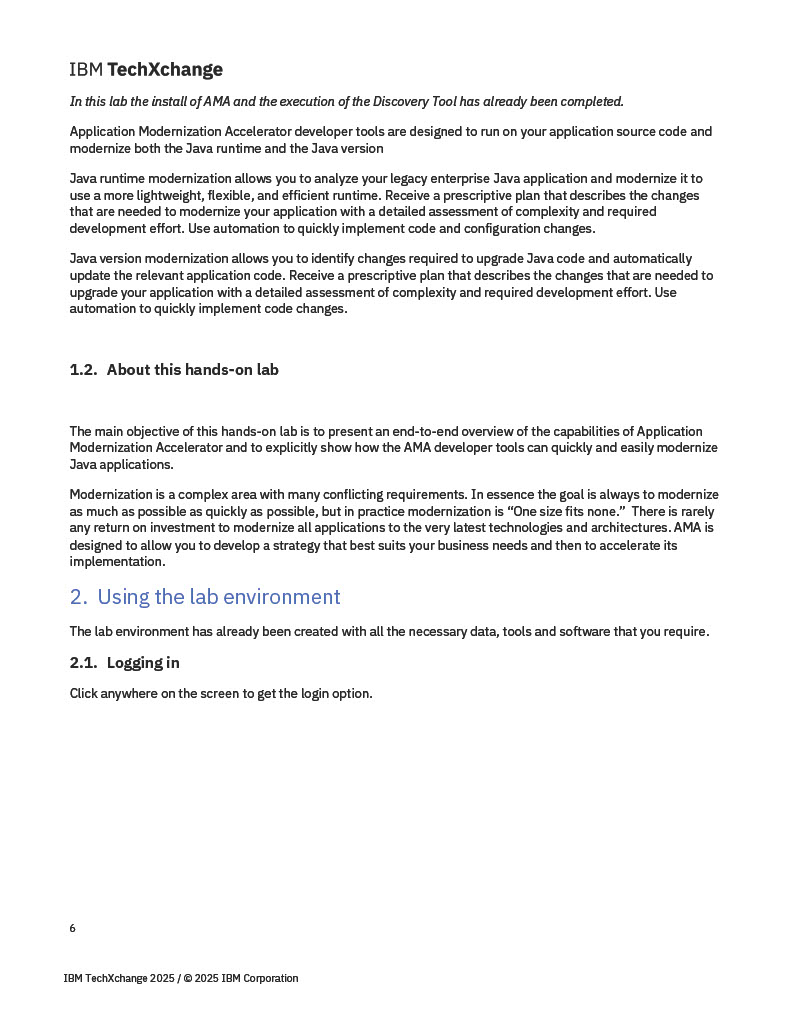 IBM TechXchange
In this lab the install of AMA and the execution of the Discovery Tool has already been completed.
Application Modernization Accelerator developer tools are designed to run on your application source code and
modernize both the Java runtime and the Java version
Java runtime modernization allows you to analyze your legacy enterprise Java application and modernize it to
use a more lightweight, flexible, and efficient runtime. Receive a prescriptive plan that describes the changes
that are needed to modernize your application with a detailed assessment of complexity and required
development effort. Use automation to quickly implement code and configuration changes.
Java version modernization allows you to identify changes required to upgrade Java code and automatically
update the relevant application code. Receive a prescriptive plan that describes the changes that are needed to
upgrade your application with a detailed assessment of complexity and required development effort. Use
automation to quickly implement code changes.
1.2. About this hands-on lab
The main objective of this hands-on lab is to present an end-to-end overview of the capabilities of Application
Modernization Accelerator and to explicitly show how the AMA developer tools can quickly and easily modernize
Java applications.
Modernization is a complex area with many conflicting requirements. In essence the goal is always to modernize
as much as possible as quickly as possible, but in practice modernization is “One size fits none.”  There is rarely
any return on investment to modernize all applications to the very latest technologies and architectures. AMA is
designed to allow you to develop a strategy that best suits your business needs and then to accelerate its
implementation.
2. Using the lab environment
The lab environment has already been created with all the necessary data, tools and software that you require.
2.1. Logging in
Click anywhere on the screen to get the login option.
6
IBM TechXchange 2025 / © 2025 IBM Corporation